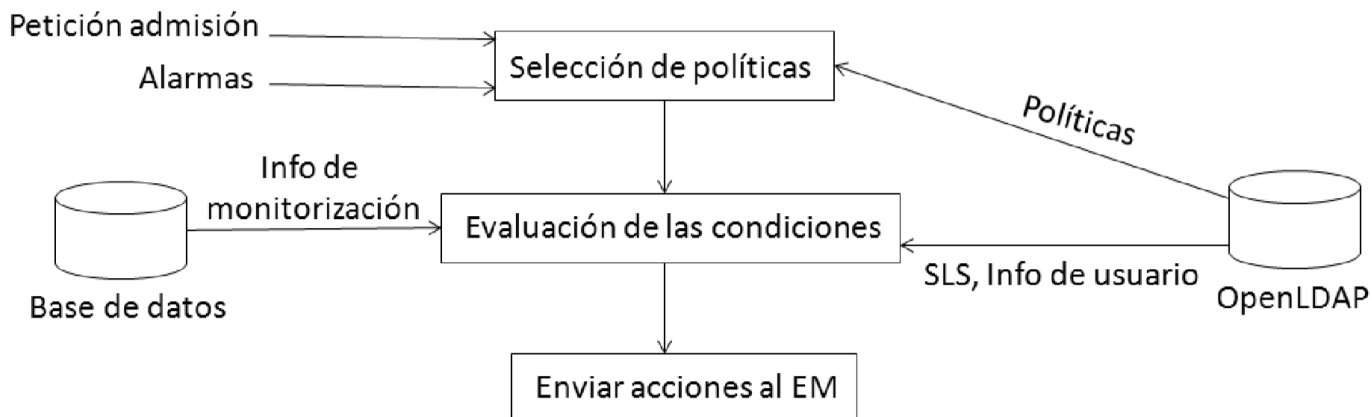 Petición admisión
Alarmas
Selección de políticas
Políticas
Info de
monitorización
Evaluación de las condiciones
SLS, Info de usuario
Base de datos
OpenLDAP
Enviar acciones al EM